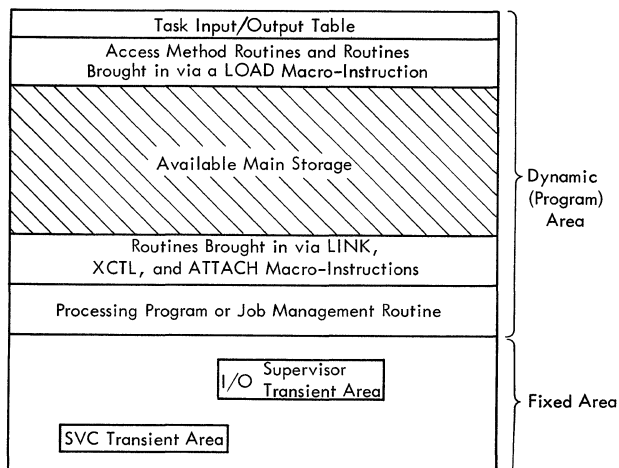 Task Input/Output Table
Access Method Routines and Routines
Brought in via a LOAD Macro-Instruction
Available Main Storage
Dynamic
(Program)
Area
Routines Brought in via LINK,
XCTL, and ATTACH Macro-Instructions
Processing Program or Job Management Routine
I/O Supervisor
Transient Area
Fixed Area
SVC Transient Area